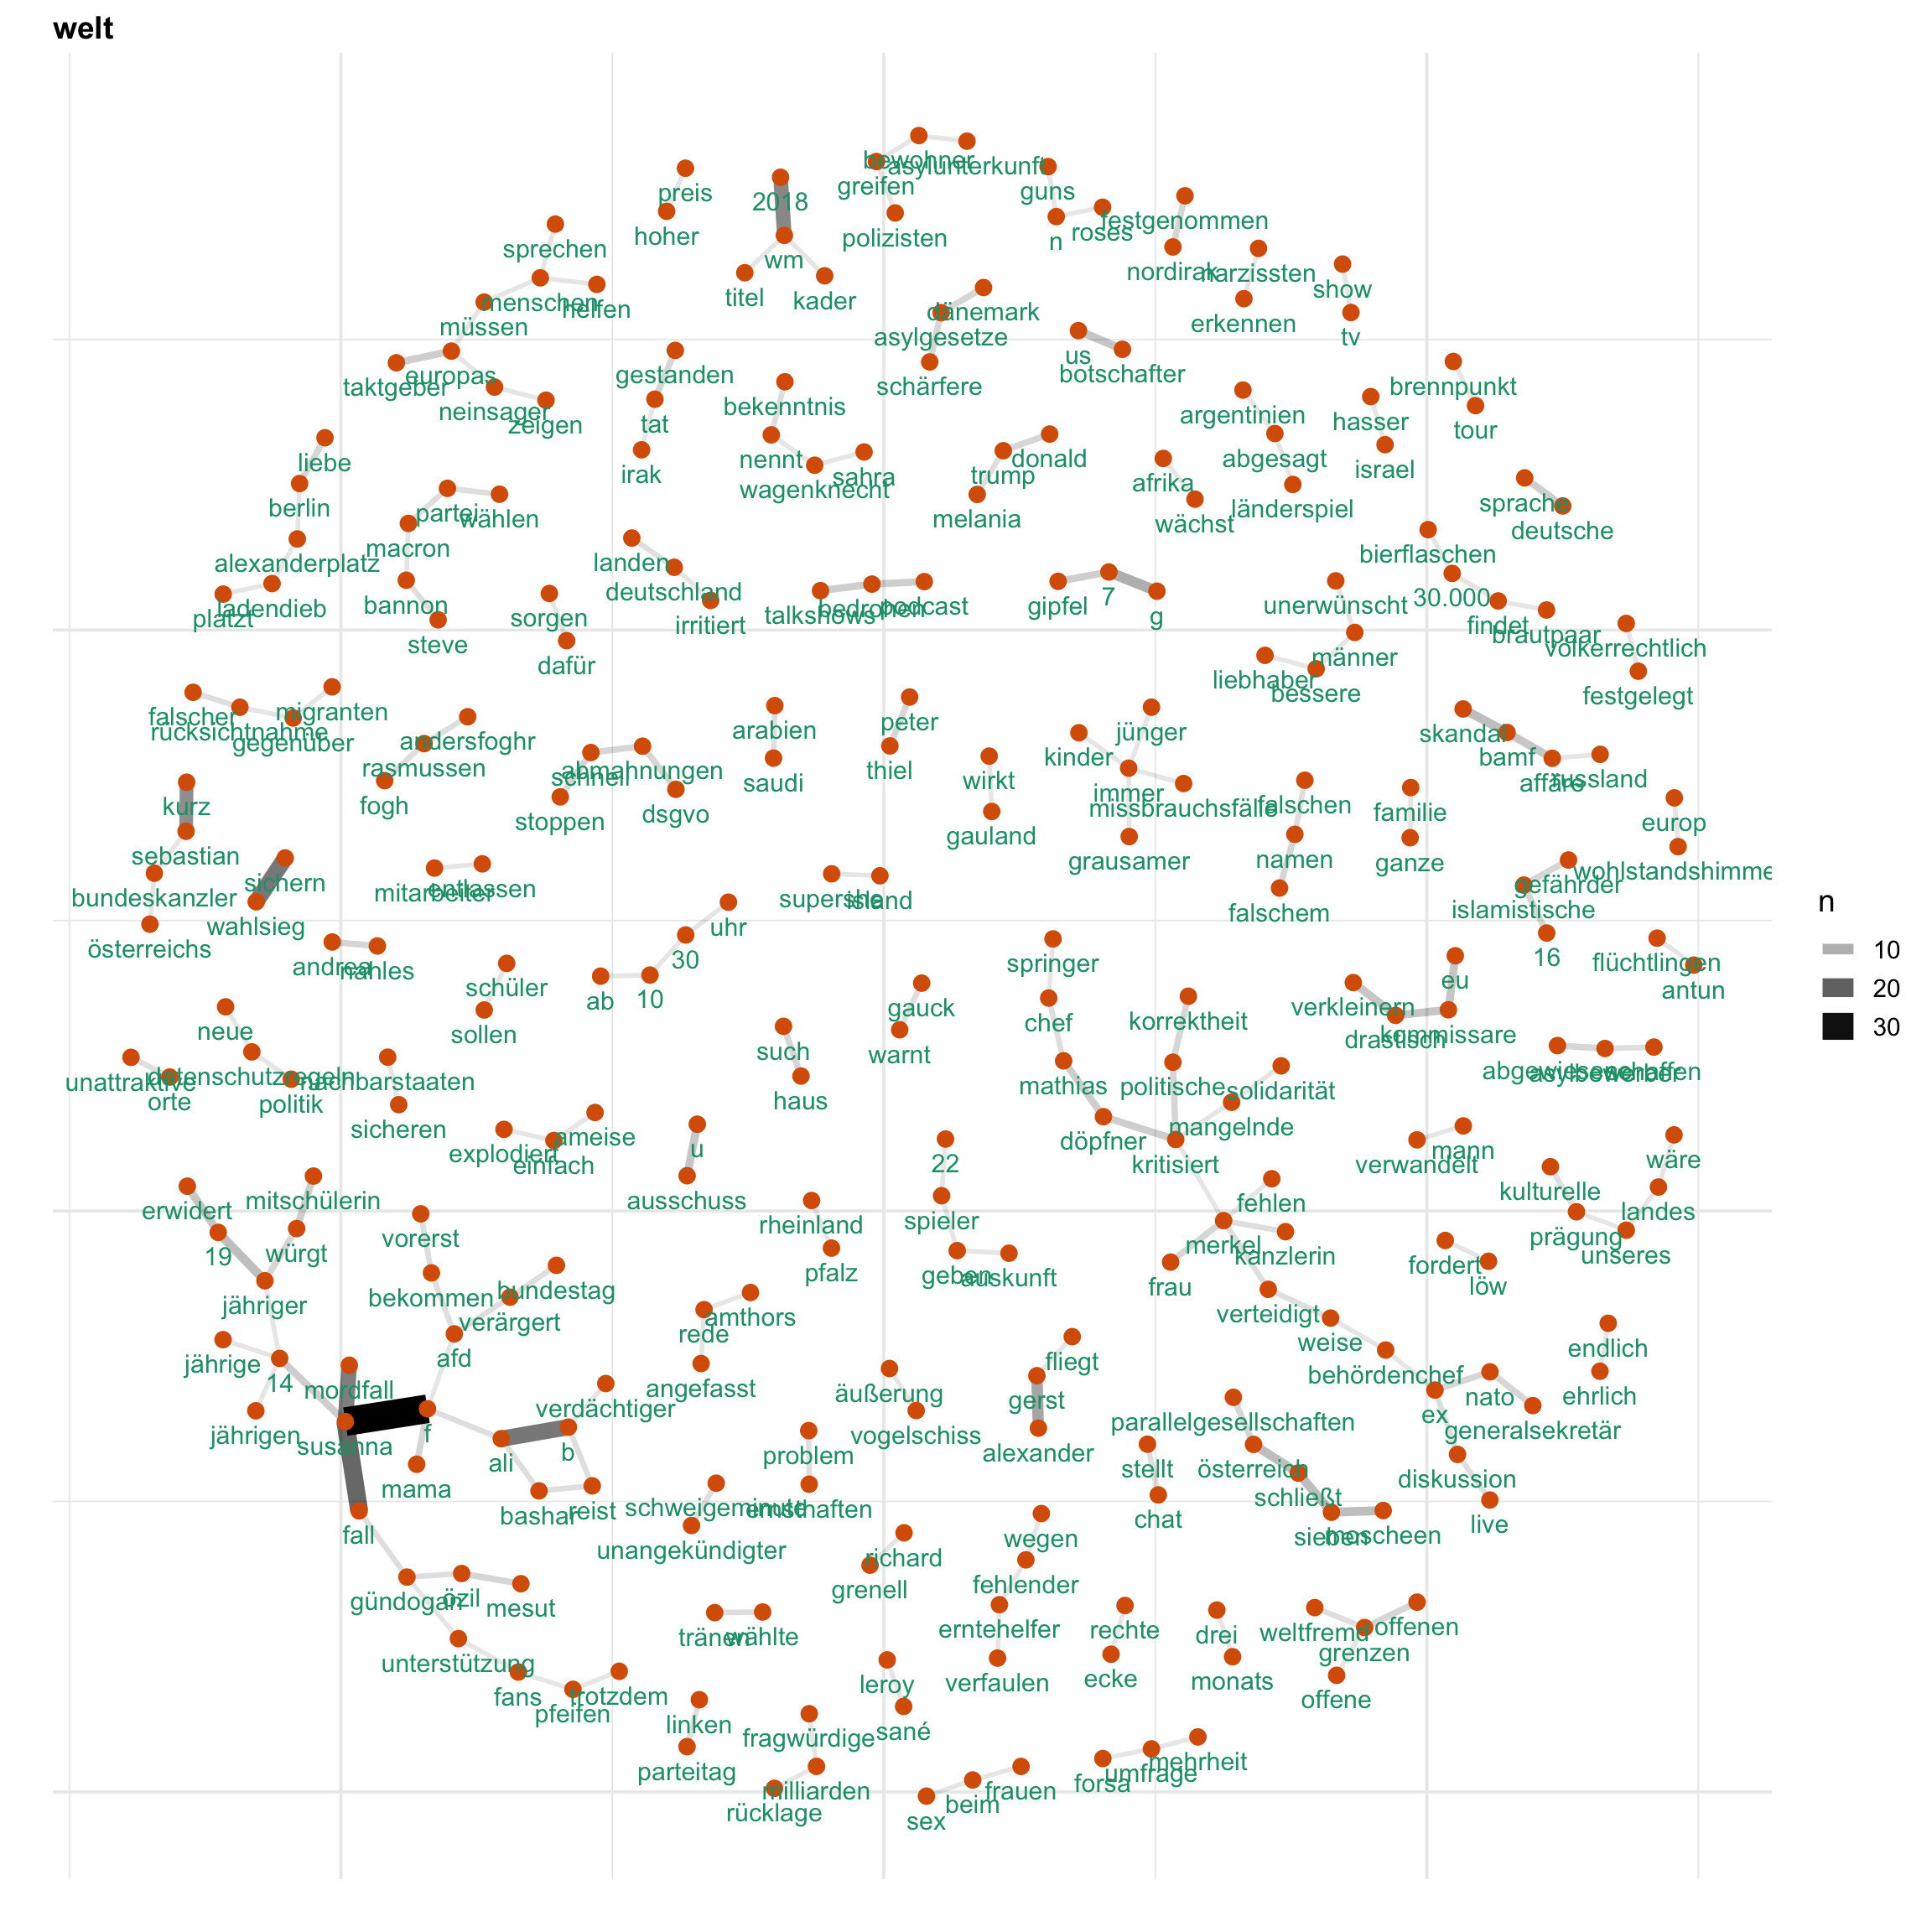 welt
bewohner
asylunterkunft
greifen
guns
preis
2018
festgenommen
hoher
polizisten
n
roses
sprechen
wm
nordirak
narzissten
show
titel
kader
menschen
helfen
dänemark
müssen
asylgesetze
erkennen
tv
us
botschafter
europas
taktgeber
gestanden
schärfere
brennpunkt
neinsager
zeigen
bekenntnis
argentinien
hasser
tour
tat
liebe
nennt
sahra
wagenknecht
donald
trump
abgesagt
israel
irak
afrika
berlin
partei
wählen
melania
wächst
länderspiel
sprache
deutsche
macron
alexanderplatz
landen
bierflaschen
deutschland
bannon
ladendieb
platzt
sorgen
irritiert
talkshows
bedrohen
podcast
gipfel
7
g
unerwünscht
30.000
findet
brautpaar
steve
dafür
männer
völkerrechtlich
liebhaber
bessere
festgelegt
falscher
migranten
rücksichtnahme
gegenüber
andersfoghr
rasmussen
arabien
peter
jünger
kinder
skandal
bamf
schnell
abmahnungen
saudi
thiel
wirkt
immer
affäre
russland
kurz
fogh
stoppen
dsgvo
missbrauchsfälle
falschen
familie
europ
gauland
sebastian
grausamer
namen
ganze
wohlstandshimme
sichern
mitarbeiter
entlassen
bundeskanzler
supershe
island
gefährder
falschem
islamistische
wahlsieg
uhr
österreichs
30
16
andrea
nahles
springer
flüchtlingen
schüler
ab
10
eu
antun
gauck
verkleinern
neue
sollen
chef
korrektheit
drastisch
kommissare
such
warnt
unattraktive
datenschutzregeln
nachbarstaaten
mathias
politische
solidarität
abgewiesene
asylbewerber
schaffen
orte
politik
haus
sicheren
ameise
mangelnde
explodiert
einfach
u
döpfner
22
kritisiert
verwandelt
mann
wäre
mitschülerin
ausschuss
fehlen
kulturelle
erwidert
rheinland
spieler
landes
19
würgt
vorerst
merkel
kanzlerin
prägung
unseres
pfalz
geben
auskunft
frau
fordert
löw
jähriger
bekommen
bundestag
verärgert
amthors
verteidigt
rede
weise
endlich
jährige
afd
fliegt
behördenchef
14
mordfall
angefasst
äußerung
nato
ehrlich
verdächtiger
gerst
ex
jährigen
susanna
f
b
parallelgesellschaften
generalsekretär
ali
problem
vogelschiss
alexander
stellt
österreich
diskussion
mama
bashar
reist
schweigeminute
ernsthaften
schließt
fall
chat
sieben
moscheen
live
unangekündigter
wegen
richard
grenell
fehlender
gündogan
özil
mesut
tränen
wählte
erntehelfer
rechte
drei
weltfremd
offenen
grenzen
unterstützung
leroy
verfaulen
ecke
monats
offene
fans
trotzdem
pfeifen
linken
fragwürdige
sané
parteitag
milliarden
rücklage
mehrheit
umfrage
forsa
frauen
beim
sex
n
10
20
30